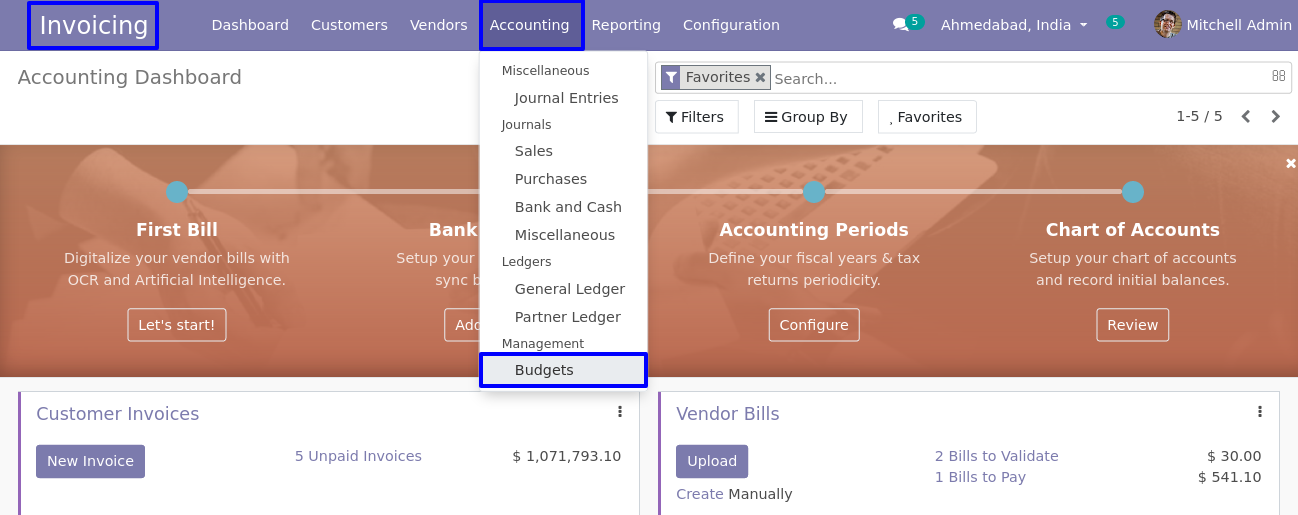 Invoicing
Dashboard Customers Vendors Accounting Reporting Configuration
5 Ahmedabad, India 5 Mitchell Admin
Accounting Dashboard
Favorites Search...
Filters Group By Favorites 1-5 / 5
Miscellaneous
Journal Entries
Journals
Sales
Purchases
Bank and Cash
Miscellaneous
Ledgers
General Ledger
Partner Ledger
Management
Budgets
First Bill
Digitalize your vendor bills with
OCR and Artificial Intelligence.
Let's start!
Bank
Setup your
sync b
Add
Accounting Periods
Define your fiscal years & tax
returns periodicity.
Configure
Chart of Accounts
Setup your chart of accounts
and record initial balances.
Review
Customer Invoices
New Invoice 5 Unpaid Invoices $ 1,071,793.10
Vendor Bills
Upload 2 Bills to Validate $ 30.00
1 Bills to Pay $ 541.10
Create Manually